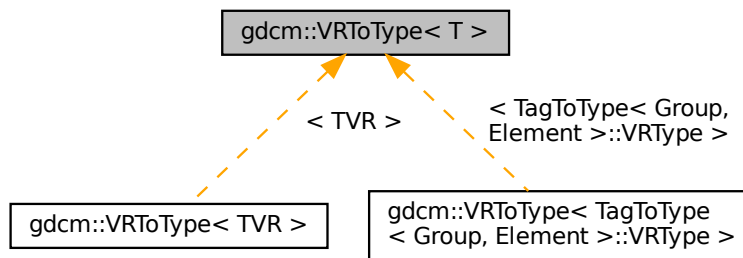 gdcm::VRToType< T >
< TVR >
< TagToType< Group,
Element >::VRType >
gdcm::VRToType< TVR >
gdcm::VRToType< TagToType
< Group, Element >::VRType >